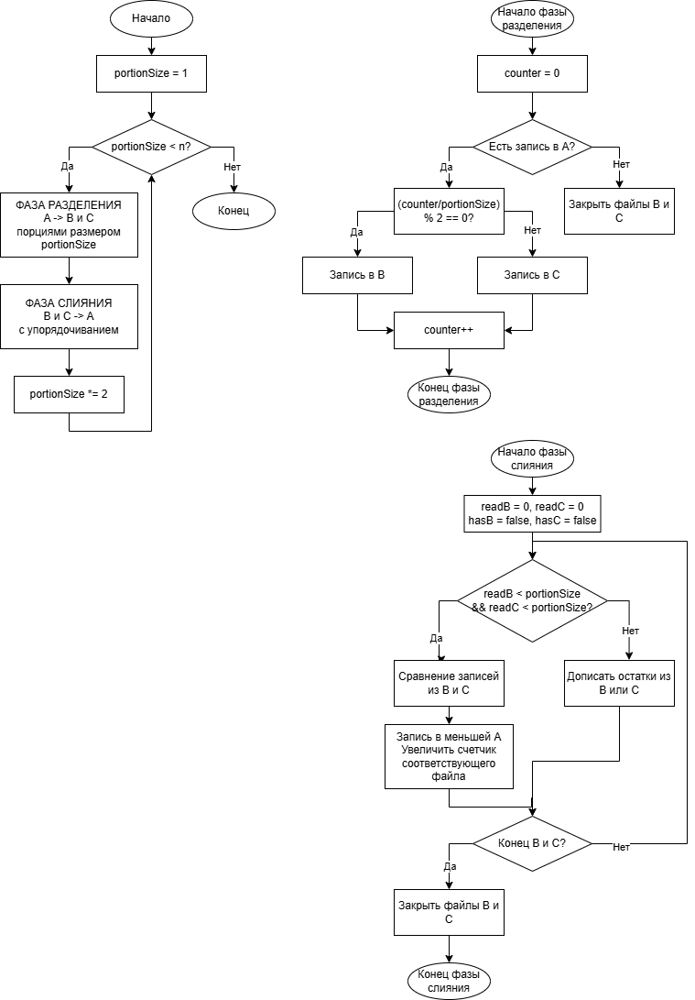 Начало
portionSize = 1
portionSize < n?
Да
Нет
ФАЗА РАЗДЕЛЕНИЯ
A -> B и C
порциями размером
portionSize
Конец
ФАЗА СЛИЯНИЯ
B и C -> A
с упорядочиванием
portionSize *= 2
Начало фазы
разделения
counter = 0
Есть запись в A?
Да
Нет
(counter/portionSize)
% 2 == 0?
Закрыть файлы B и
C
Да
Нет
Запись в B
Запись в C
counter++
Конец фазы
разделения
Начало фазы
слияния
readB = 0, readC = 0
hasB = false, hasC = false
readB < portionSize
&& readC < portionSize?
Да
Нет
Сравнение записей
из B и C
Дописать остатки из
B или C
Запись в меньшей A
Увеличить счетчик
соответствующего
файла
Конец B и C?
Да
Нет
Закрыть файлы B и
C
Конец фазы
слияния